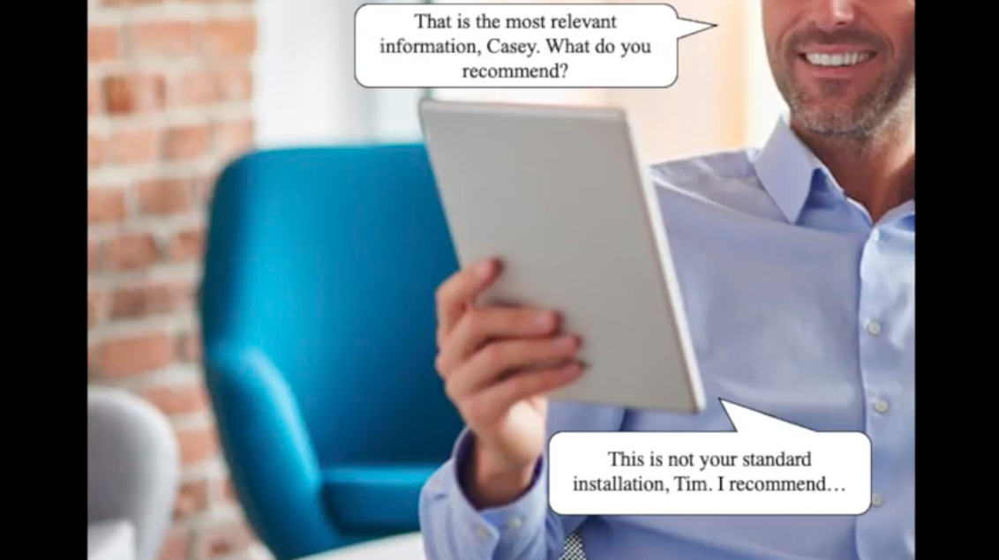 That is the most relevant
information, Casey. What do you
recommend?
This is not your standard
installation, Tim. I recommend…